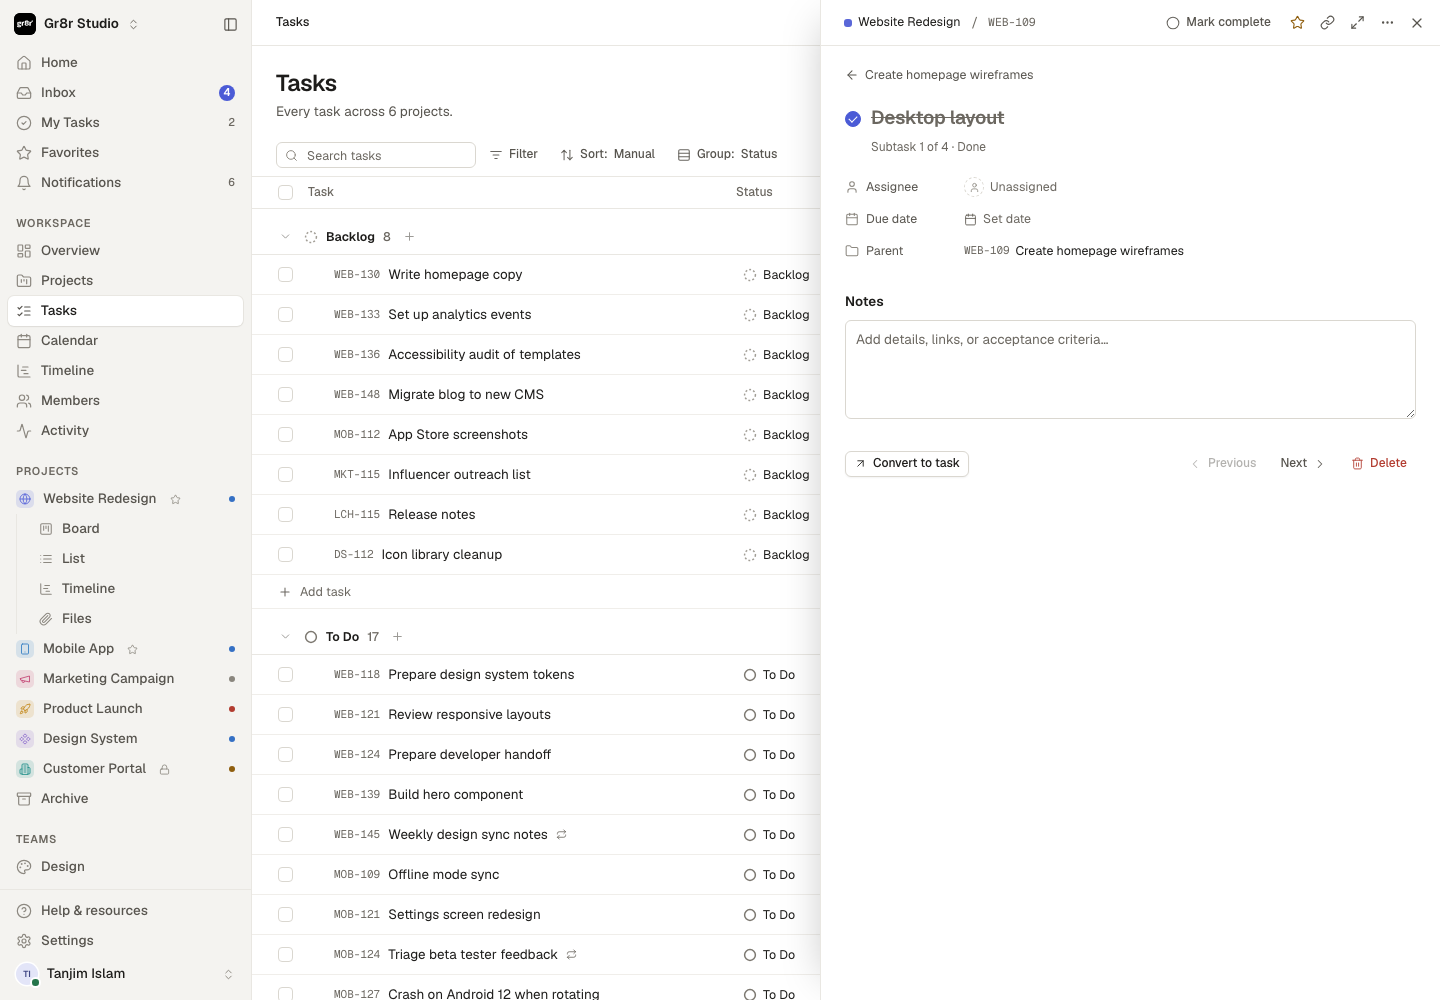 gr8r
Gr8r Studio
Home
Inbox 4
My Tasks 2
Favorites
Notifications 6
WORKSPACE
Overview
Projects
Tasks
Calendar
Timeline
Members
Activity
PROJECTS
Website Redesign
Board
List
Timeline
Files
Mobile App
Marketing Campaign
Product Launch
Design System
Customer Portal
Archive
TEAMS
Design
Help & resources
Settings
TI Tanjim Islam
Tasks
Tasks
Every task across 6 projects.
Search tasks Filter Sort: Manual Group: Status
Task Status
Backlog 8
WEB-130 Write homepage copy Backlog
WEB-133 Set up analytics events Backlog
WEB-136 Accessibility audit of templates Backlog
WEB-148 Migrate blog to new CMS Backlog
MOB-112 App Store screenshots Backlog
MKT-115 Influencer outreach list Backlog
LCH-115 Release notes Backlog
DS-112 Icon library cleanup Backlog
Add task
To Do 17
WEB-118 Prepare design system tokens To Do
WEB-121 Review responsive layouts To Do
WEB-124 Prepare developer handoff To Do
WEB-139 Build hero component To Do
WEB-145 Weekly design sync notes To Do
MOB-109 Offline mode sync To Do
MOB-121 Settings screen redesign To Do
MOB-124 Triage beta tester feedback To Do
MOB-127 Crash on Android 12 when rotating To Do
Website Redesign / WEB-109 Mark complete
Create homepage wireframes
Desktop layout
Subtask 1 of 4 · Done
Assignee Unassigned
Due date Set date
Parent WEB-109 Create homepage wireframes
Notes
Add details, links, or acceptance criteria…
Convert to task Previous Next Delete